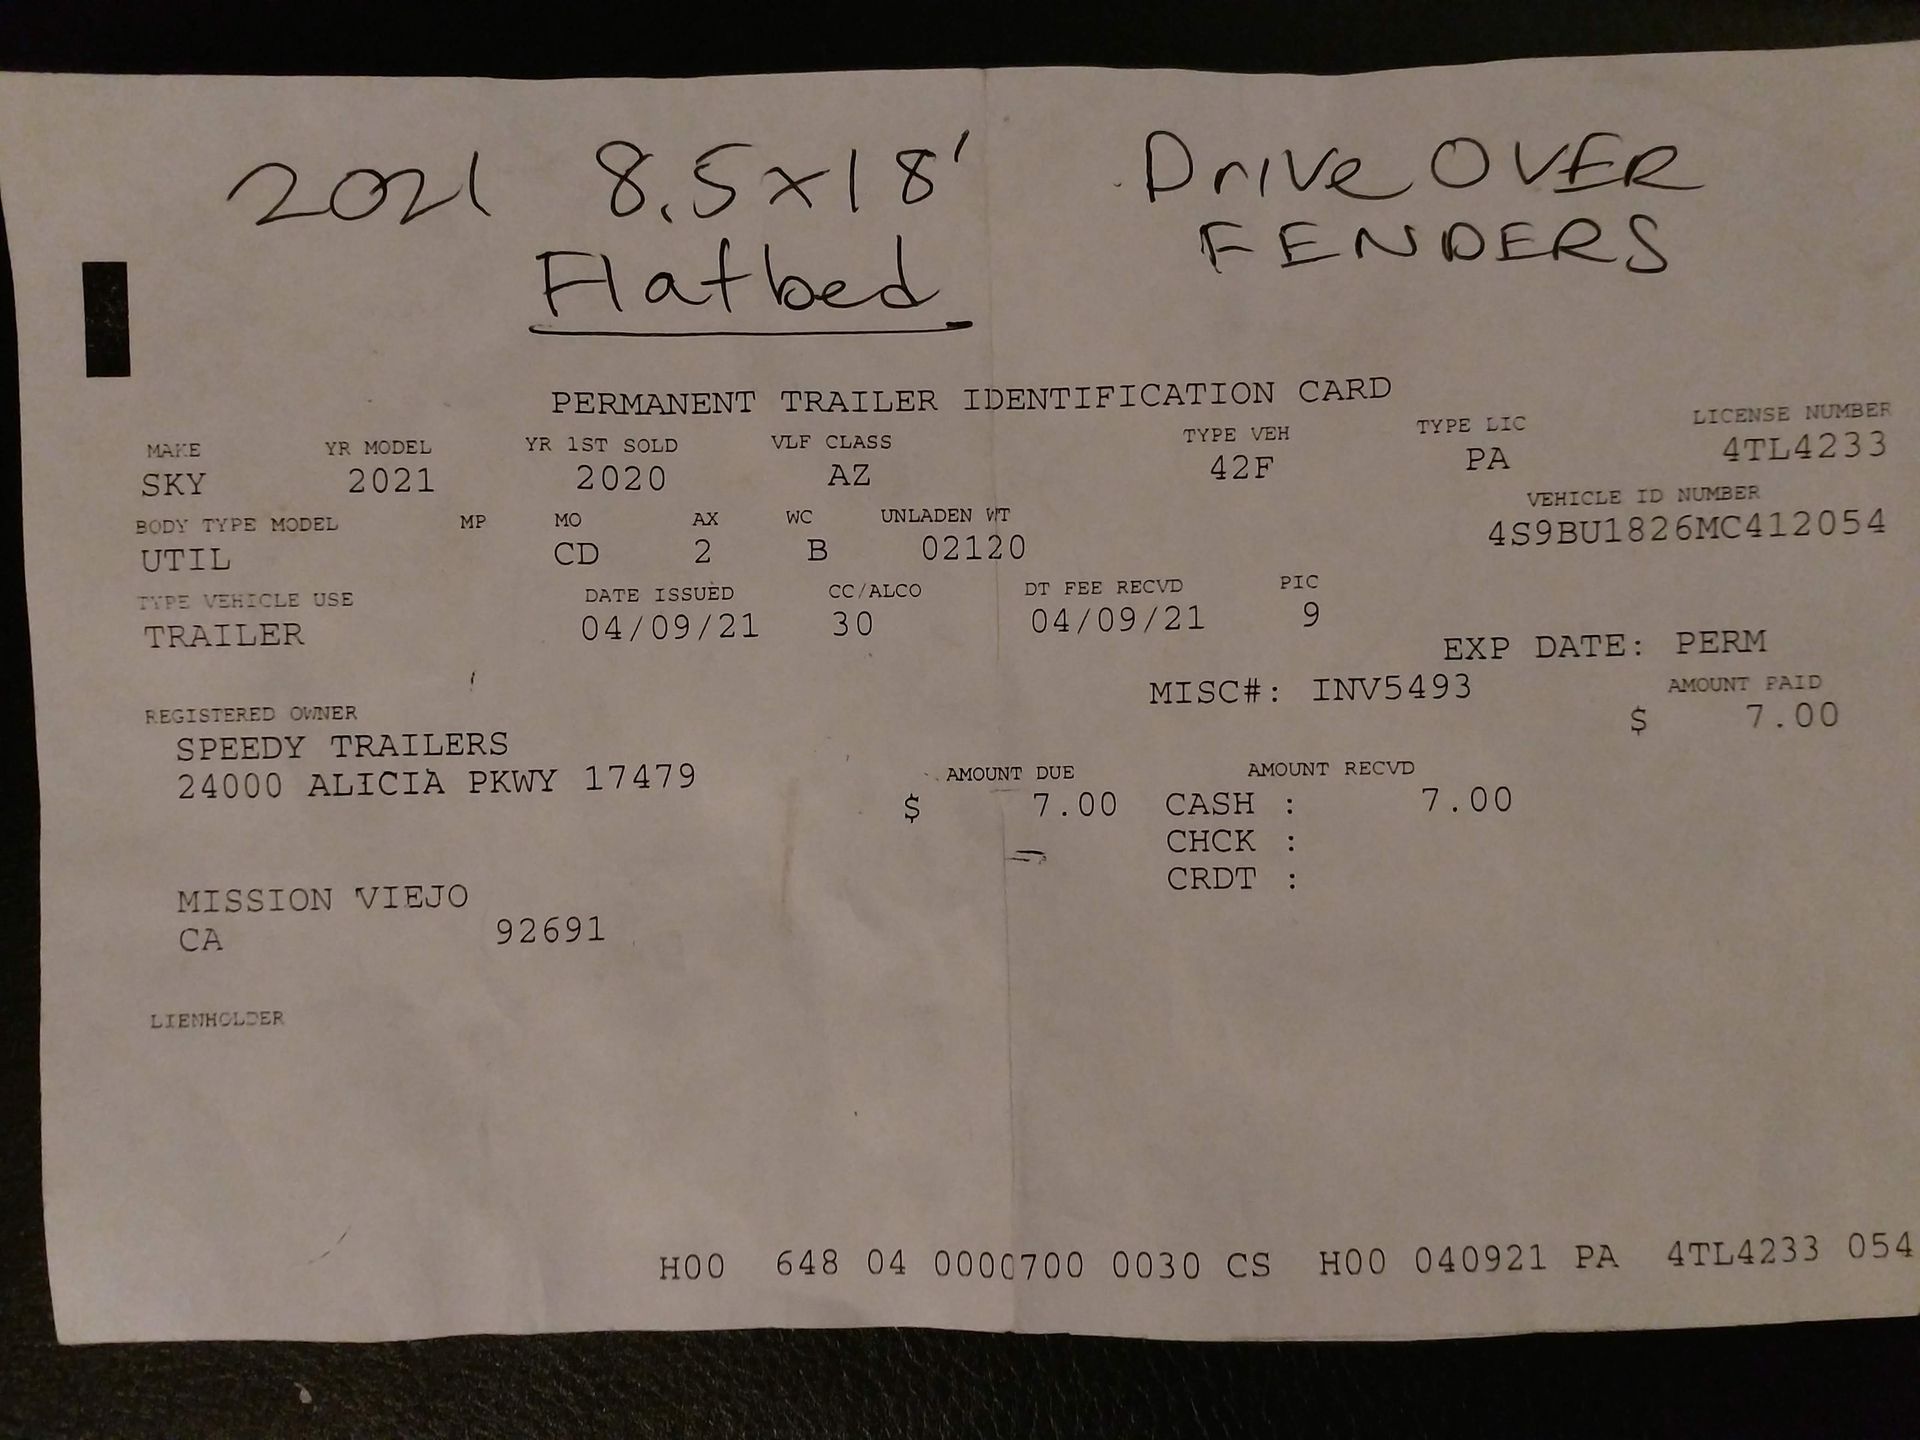 2021 8.5x18' Drive OVER
Flatbed FENDERS
PERMANENT TRAILER IDENTIFICATION CARD
MAKE YR MODEL YR 1ST SOLD VLF CLASS TYPE VEH TYPE LIC LICENSE NUMBER
SKY 2021 2020 AZ 42F PA 4TL4233
BODY TYPE MODEL MP MO AX WC UNLADEN WT VEHICLE ID NUMBER
UTIL CD 2 B 02120 4S9BU1826MC412054
TYPE VEHICLE USE DATE ISSUED CC/ALCO DT FEE RECVD PIC
TRAILER 04/09/21 30 04/09/21 9
EXP DATE: PERM
MISC#: INV5493 AMOUNT PAID
REGISTERED OWNER $ 7.00
SPEEDY TRAILERS
24000 ALICIA PKWY 17479 AMOUNT DUE AMOUNT RECVD
$ 7.00 CASH : 7.00
CHCK :
CRDT :
MISSION VIEJO
CA 92691
LIENHOLDER
H00 648 04 0000700 0030 CS H00 040921 PA 4TL4233 054